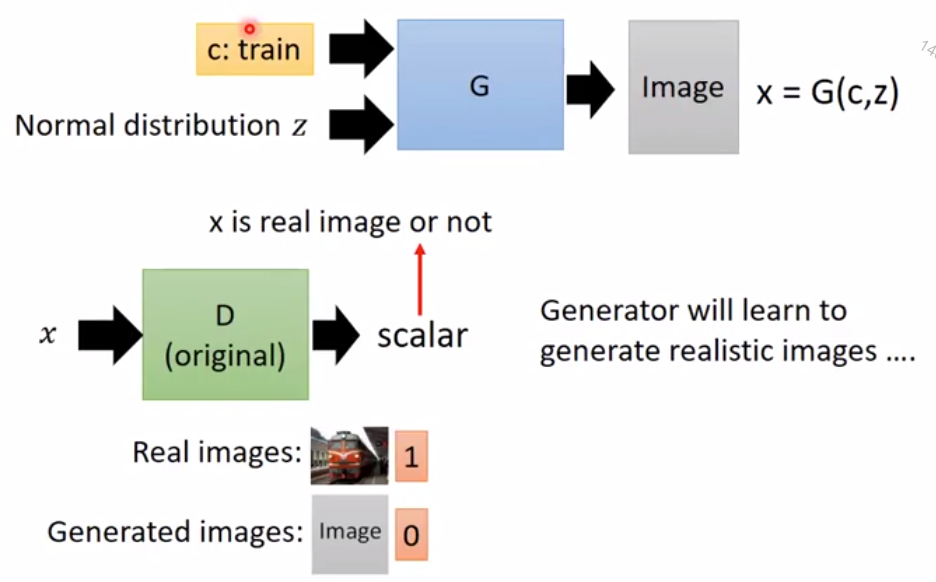 c: train
G
Image
x = G(c,z)
Normal distribution z
x is real image or not
x
D
(original)
scalar
Generator will learn to
generate realistic images ....
Real images:
1
Generated images:
Image
0